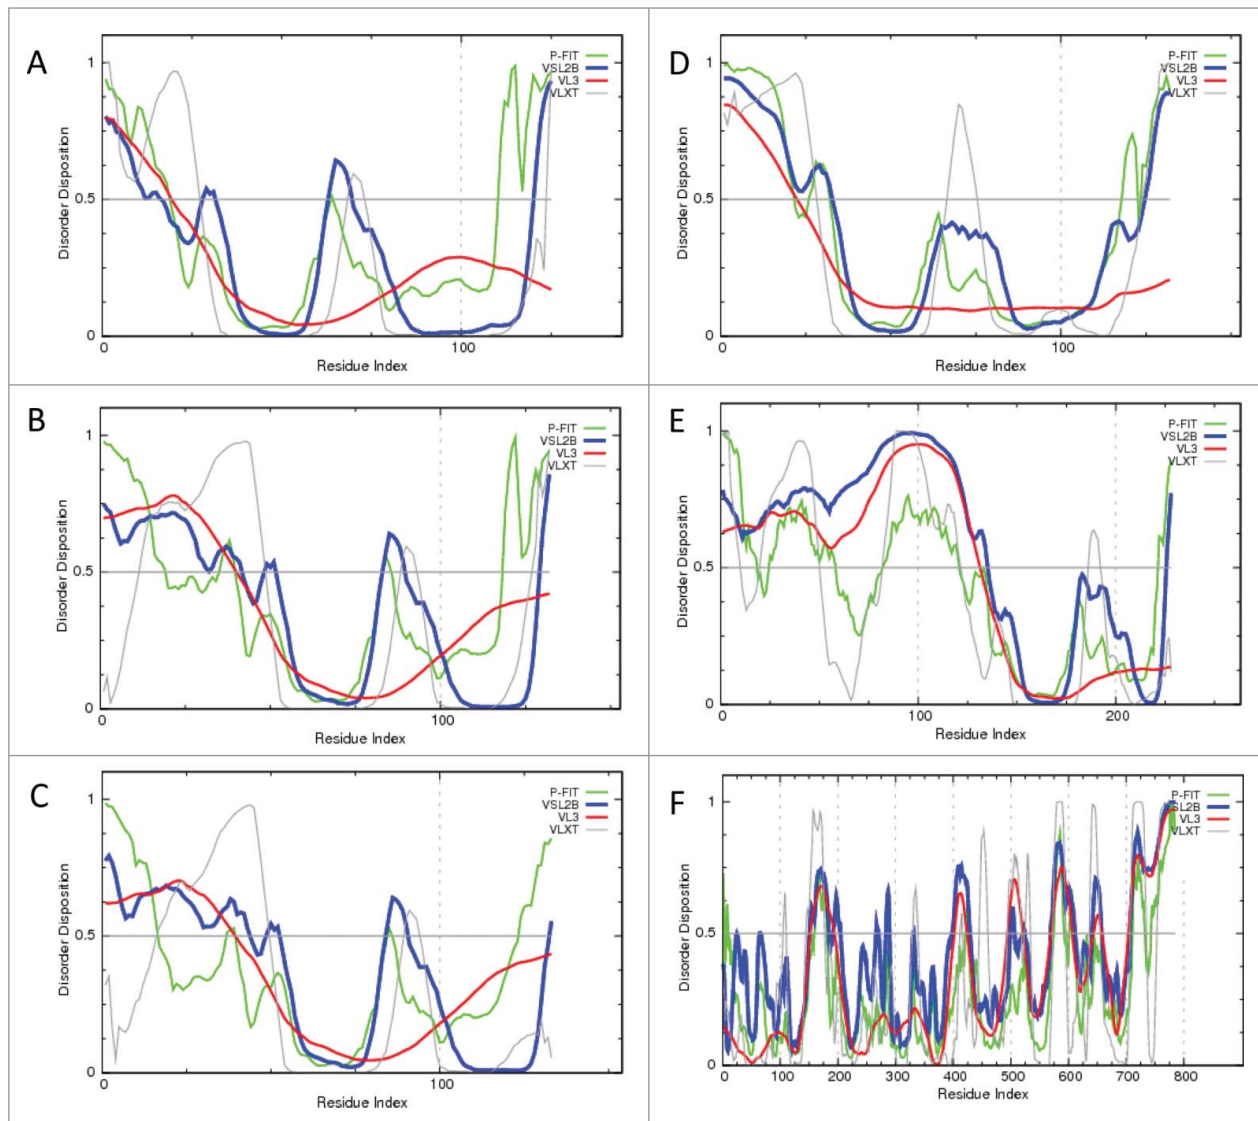 A
P-FIT
VSL2B
VL3
VLXT
1
0.5
0
Disorder Disposition
0
100
Residue Index
D
P-FIT
VSL2B
VL3
VLXT
1
0.5
0
Disorder Disposition
0
100
Residue Index
B
P-FIT
VSL2B
VL3
VLXT
1
0.5
0
Disorder Disposition
0
100
Residue Index
E
P-FIT
VSL2B
VL3
VLXT
1
0.5
0
Disorder Disposition
0
100
200
Residue Index
C
P-FIT
VSL2B
VL3
VLXT
1
0.5
0
Disorder Disposition
0
100
Residue Index
F
P-FIT
VSL2B
VL3
VLXT
1
0.5
0
Disorder Disposition
0 100 200 300 400 500 600 700 800
Residue Index